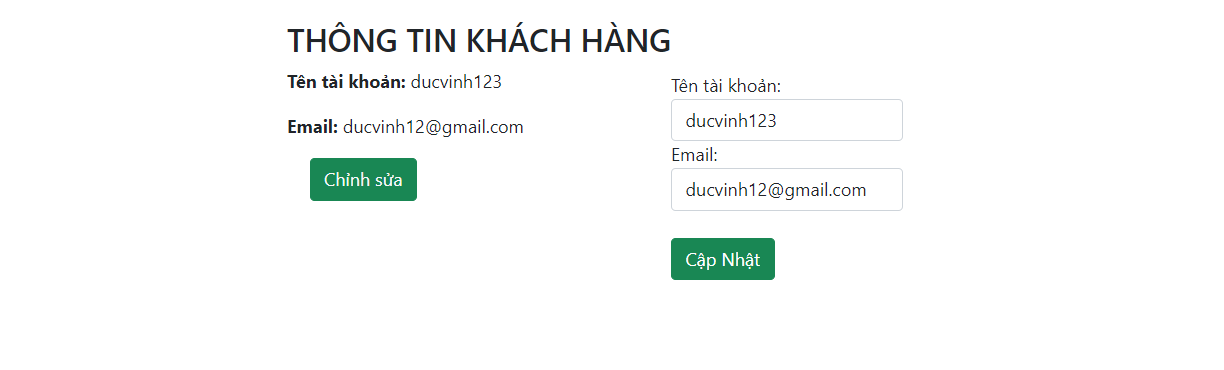 THÔNG TIN KHÁCH HÀNG
Tên tài khoản: ducvinh123
Email: ducvinh12@gmail.com
Chỉnh sửa
Tên tài khoản:
ducvinh123
Email:
ducvinh12@gmail.com
Cập Nhật